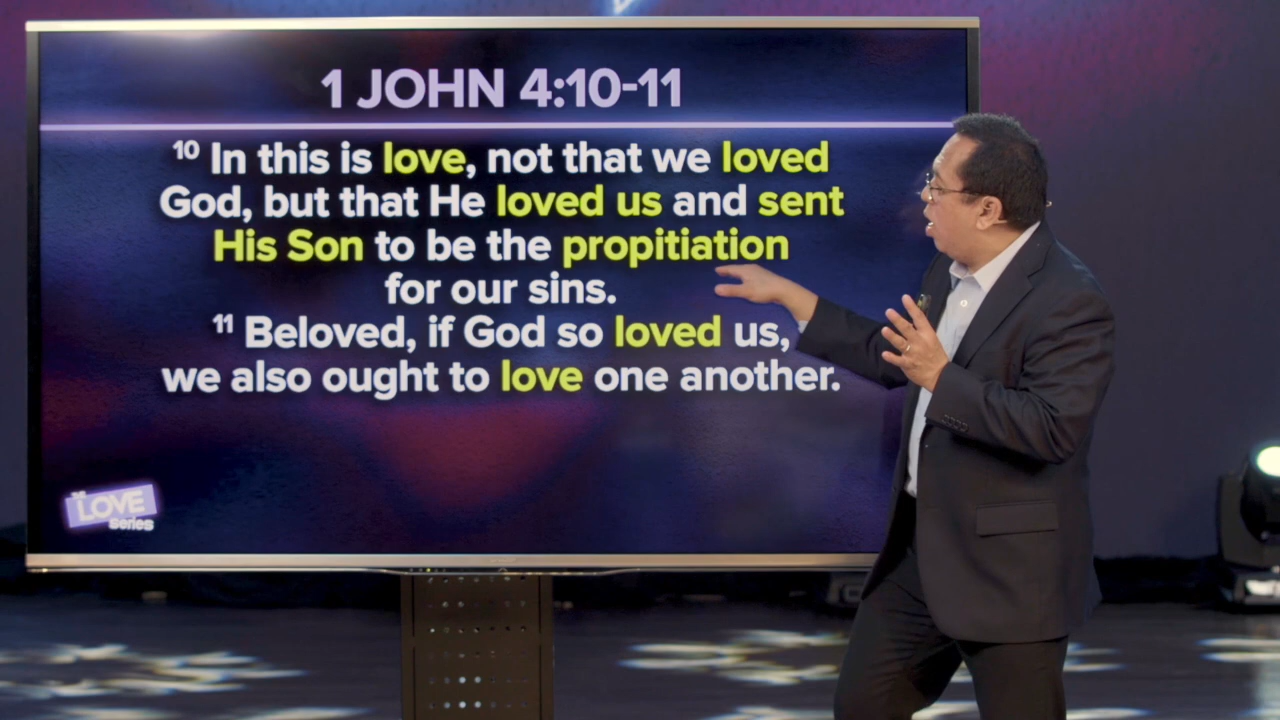 1 JOHN 4:10-11
10 In this is love, not that we loved
God, but that He loved us and sent
His Son to be the propitiation
for our sins.
11 Beloved, if God so loved us,
we also ought to love one another.
THE
LOVE
series